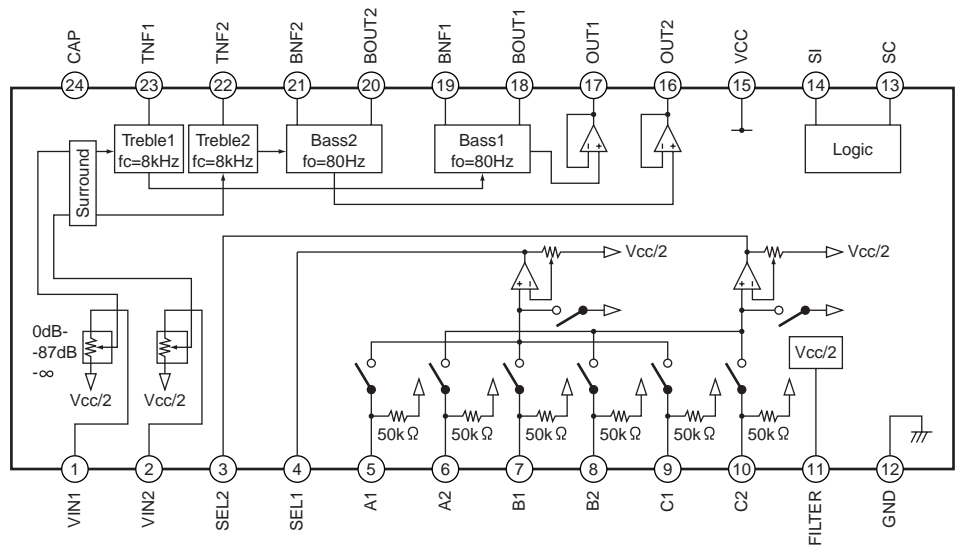 CAP
TNF1
TNF2
BNF2
BOUT2
BNF1
BOUT1
OUT1
OUT2
VCC
SI
SC
24
23
22
21
20
19
18
17
16
15
14
13
Surround
Treble1
fc=8kHz
Treble2
fc=8kHz
Bass2
fo=80Hz
Bass1
fo=80Hz
− +
− +
Logic
Vcc/2
Vcc/2
+ −
+ −
0dB-
-87dB
-∞
Vcc/2
Vcc/2
Vcc/2
50kΩ
50kΩ
50kΩ
50kΩ
50kΩ
50kΩ
1
2
3
4
5
6
7
8
9
10
11
12
VIN1
VIN2
SEL2
SEL1
A1
A2
B1
B2
C1
C2
FILTER
GND